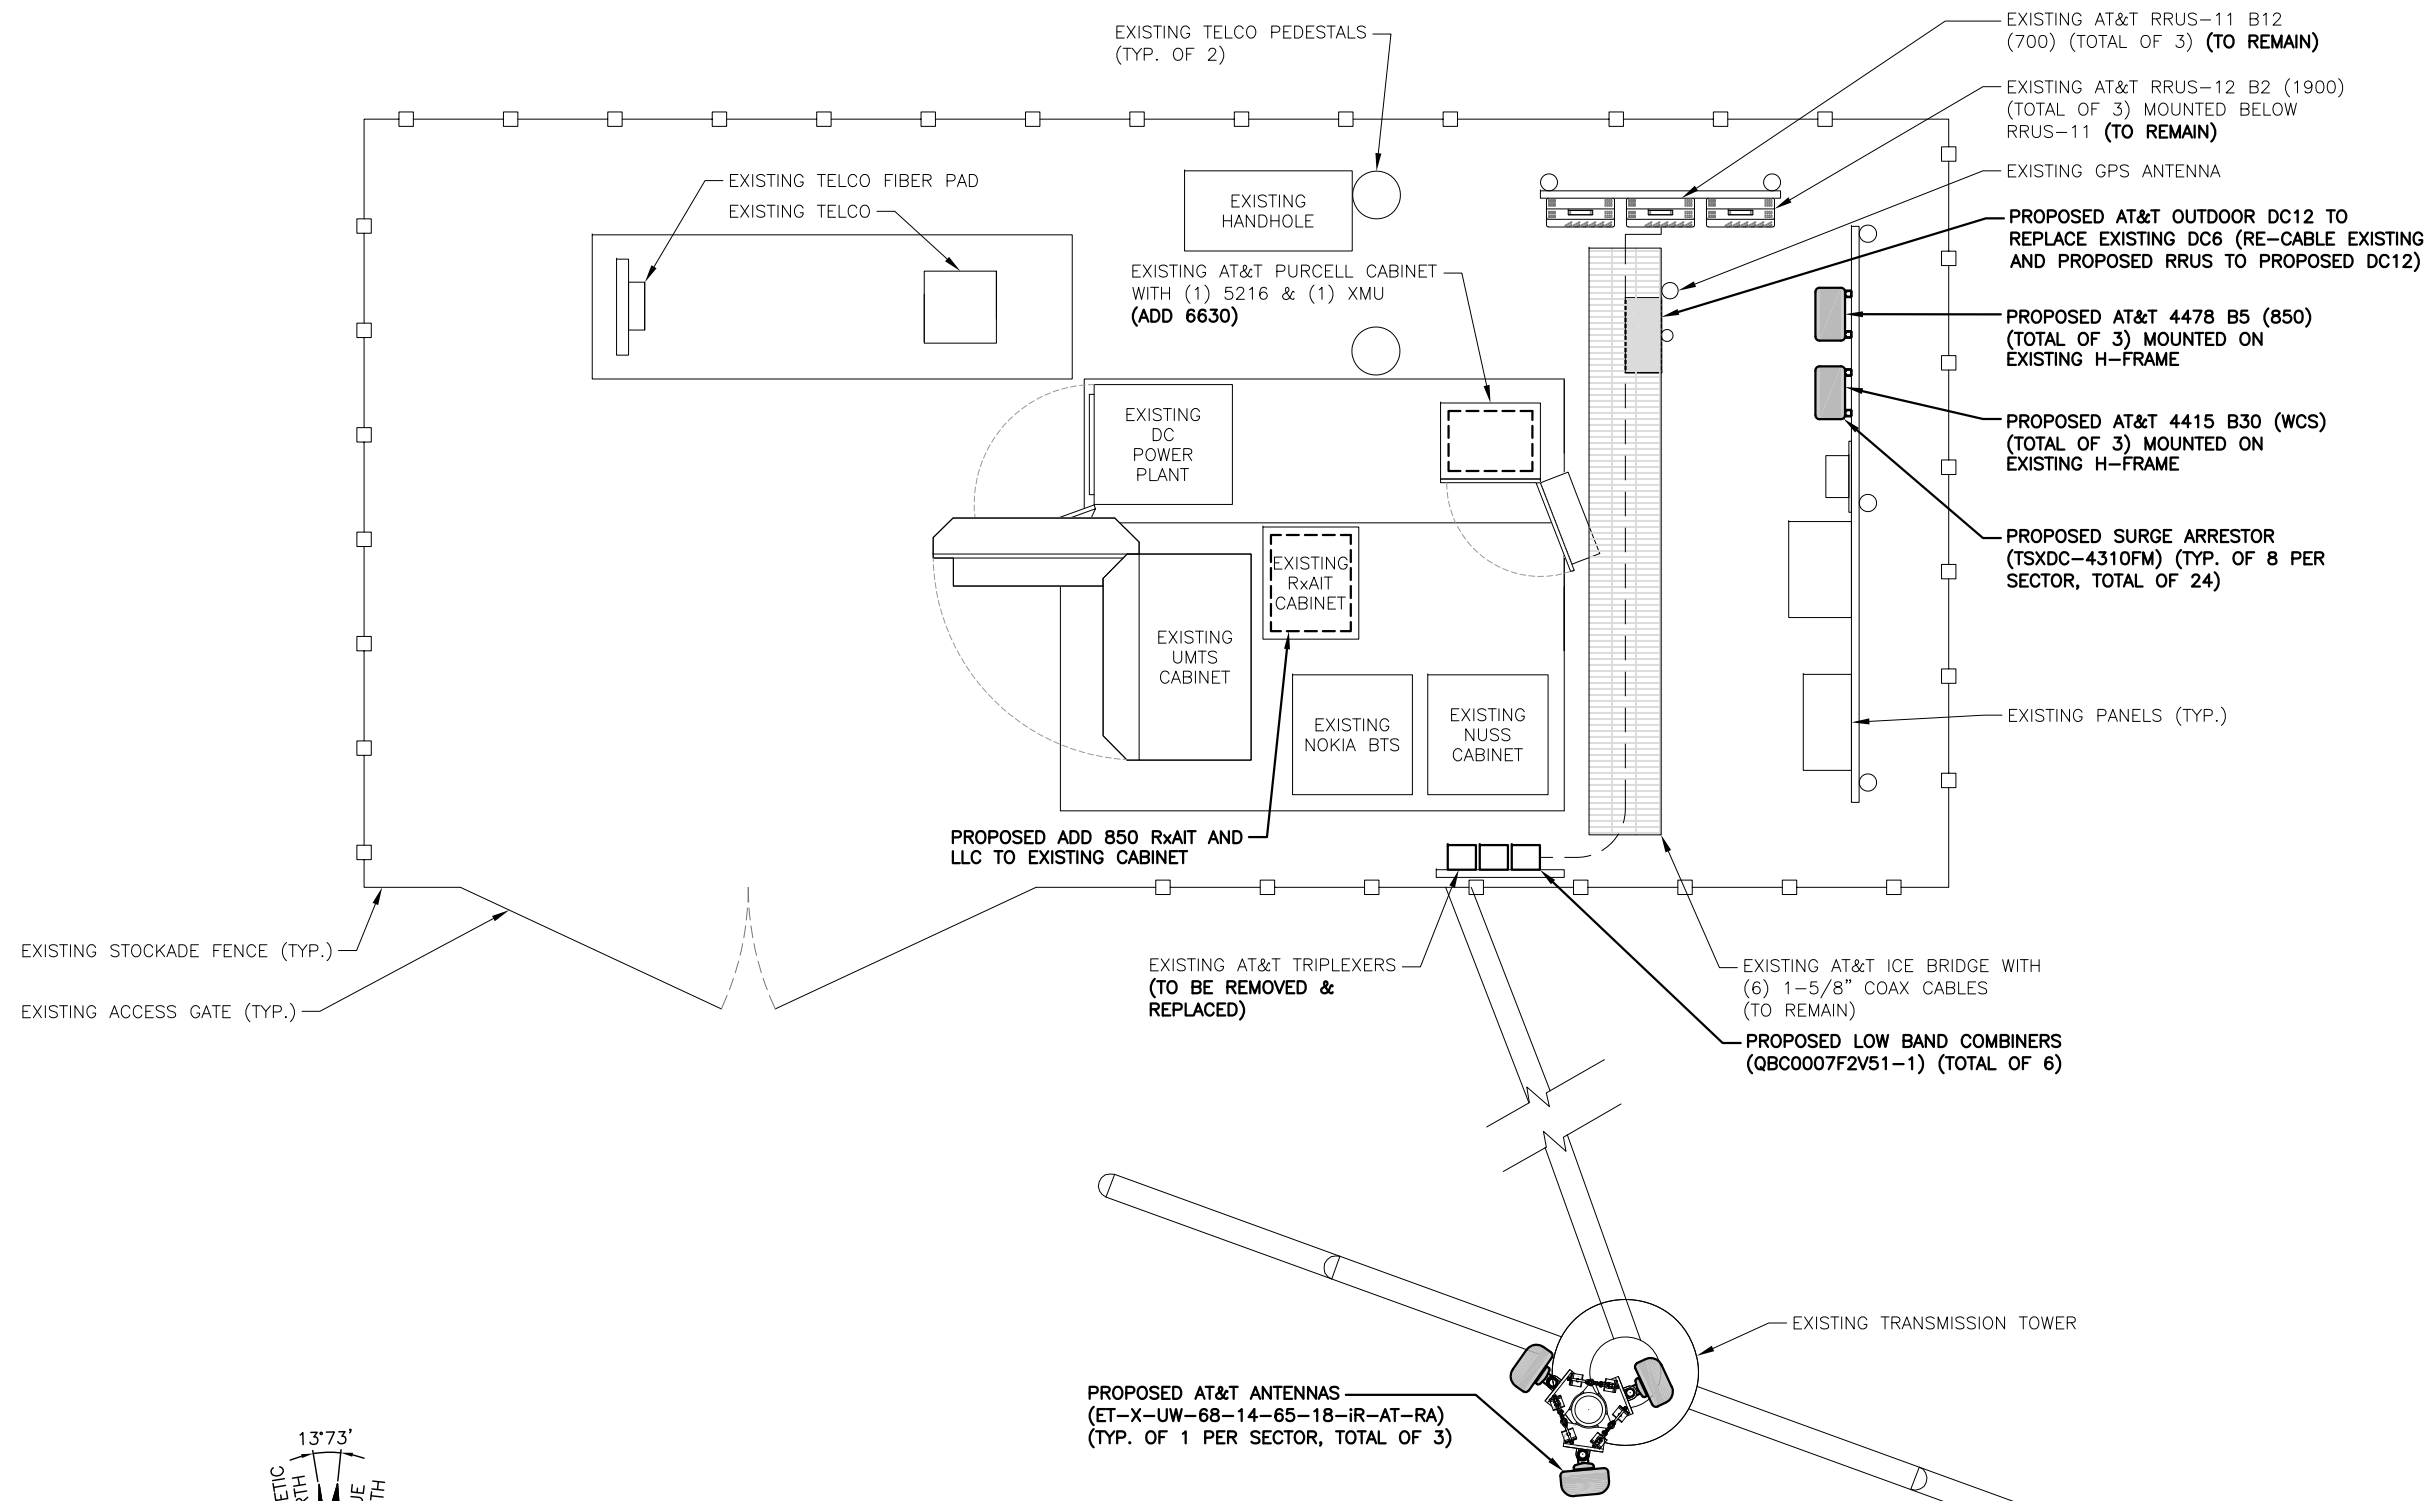 EXISTING TELCO PEDESTALS
(TYP. OF 2)
EXISTING AT&T RRUS-11 B12
(700) (TOTAL OF 3) (TO REMAIN)
EXISTING AT&T RRUS-12 B2 (1900)
(TOTAL OF 3) MOUNTED BELOW
RRUS-11 (TO REMAIN)
EXISTING GPS ANTENNA
PROPOSED AT&T OUTDOOR DC12 TO
REPLACE EXISTING DC6 (RE-CABLE EXISTING
AND PROPOSED RRUS TO PROPOSED DC12)
EXISTING TELCO FIBER PAD
EXISTING TELCO
EXISTING
HANDHOLE
EXISTING AT&T PURCELL CABINET
WITH (1) 5216 & (1) XMU
(ADD 6630)
PROPOSED AT&T 4478 B5 (850)
(TOTAL OF 3) MOUNTED ON
EXISTING H-FRAME
PROPOSED AT&T 4415 B30 (WCS)
(TOTAL OF 3) MOUNTED ON
EXISTING H-FRAME
EXISTING
DC
POWER
PLANT
PROPOSED SURGE ARRESTOR
(TSXDC-4310FM) (TYP. OF 8 PER
SECTOR, TOTAL OF 24)
EXISTING
RxAIT
CABINET
EXISTING
UMTS
CABINET
EXISTING
NOKIA BTS
EXISTING
NUSS
CABINET
EXISTING PANELS (TYP.)
PROPOSED ADD 850 RxAIT AND
LLC TO EXISTING CABINET
EXISTING STOCKADE FENCE (TYP.)
EXISTING ACCESS GATE (TYP.)
EXISTING AT&T TRIPLEXERS
(TO BE REMOVED &
REPLACED)
EXISTING AT&T ICE BRIDGE WITH
(6) 1-5/8" COAX CABLES
(TO REMAIN)
PROPOSED LOW BAND COMBINERS
(QBC0007F2V51-1) (TOTAL OF 6)
EXISTING TRANSMISSION TOWER
PROPOSED AT&T ANTENNAS
(ET-X-UW-68-14-65-18-iR-AT-RA)
(TYP. OF 1 PER SECTOR, TOTAL OF 3)
13°73'